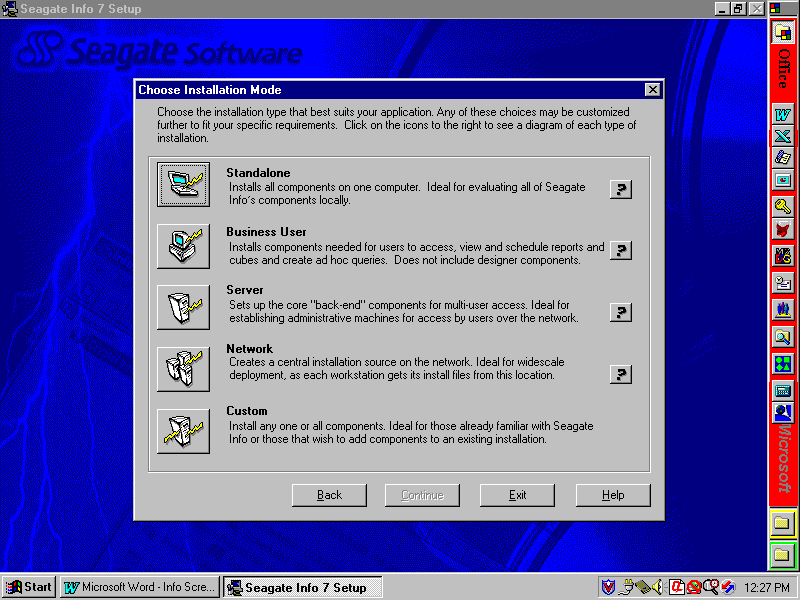 Seagate Info 7 Setup
Seagate Software
Choose Installation Mode
Choose the installation type that best suits your application. Any of these choices may be customized
further to fit your specific requirements. Click on the icons to the right to see a diagram of each type of
installation.
Standalone
Installs all components on one computer. Ideal for evaluating all of Seagate
Info's components locally.
?
Business User
Installs components needed for users to access, view and schedule reports and
cubes and create ad hoc queries. Does not include designer components.
?
Server
Sets up the core "back-end" components for multi-user access. Ideal for
establishing administrative machines for access by users over the network.
?
Network
Creates a central installation source on the network. Ideal for widescale
deployment, as each workstation gets its install files from this location.
?
Custom
Install any one or all components. Ideal for those already familiar with Seagate
Info or those that wish to add components to an existing installation.
Back
Continue
Exit
Help
Office
Microsoft
Start
Microsoft Word - Info Scre...
Seagate Info 7 Setup
12:27 PM